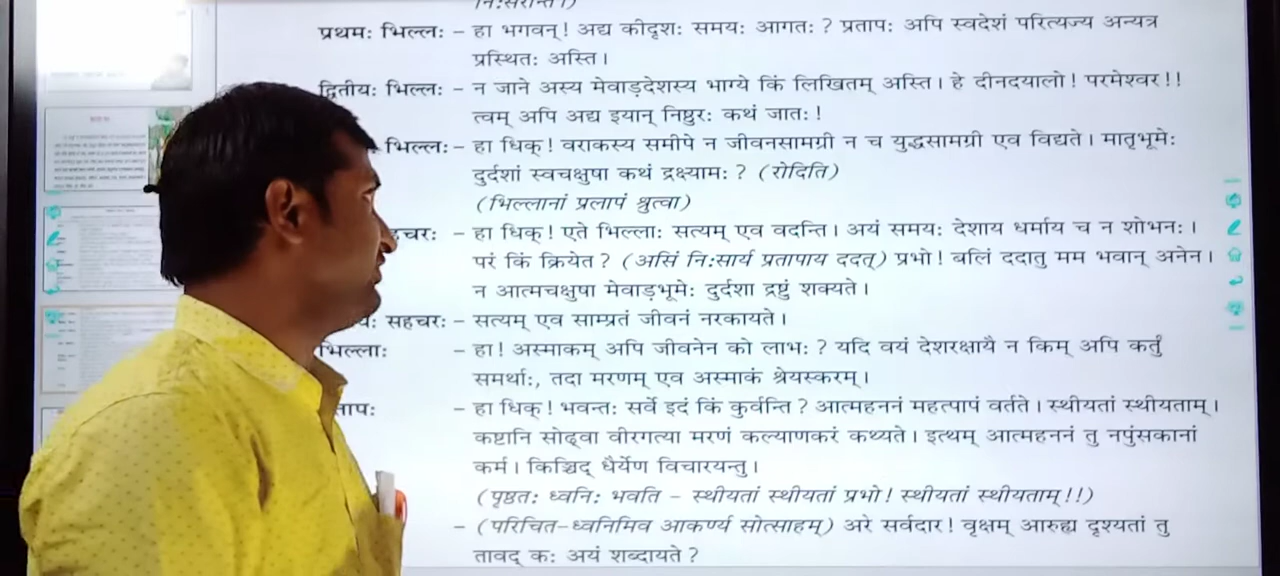 निःसरन्ति।)
प्रथमः भिल्लः – हा भगवन्! अद्य कीदृशः समयः आगतः? प्रतापः अपि स्वदेशं परित्यज्य अन्यत्र
प्रस्थितः अस्ति।
द्वितीयः भिल्लः – न जाने अस्य मेवाड़देशस्य भाग्ये किं लिखितम् अस्ति। हे दीनदयालो! परमेश्वर!!
त्वम् अपि अद्य इयान् निष्ठुरः कथं जातः!
भिल्लः – हा धिक्! वराकस्य समीपे न जीवनसामग्री न च युद्धसामग्री एव विद्यते। मातृभूमेः
दुर्दशां स्वचक्षुषा कथं द्रक्ष्यामः? (रोदिति)
(भिल्लानां प्रलापं श्रुत्वा)
हचरः – हा धिक्! एते भिल्लाः सत्यम् एव वदन्ति। अयं समयः देशाय धर्माय च न शोभनः।
परं किं क्रियेत? (असिं निःसार्य प्रतापाय ददत्) प्रभो! बलिं ददातु मम भवान् अनेन।
न आत्मचक्षुषा मेवाड़भूमेः दुर्दशा द्रष्टुं शक्यते।
यः सहचरः – सत्यम् एव साम्प्रतं जीवनं नरकायते।
भिल्लाः – हा! अस्माकम् अपि जीवनेन को लाभः? यदि वयं देशरक्षायै न किम् अपि कर्तुं
समर्थाः, तदा मरणम् एव अस्माकं श्रेयस्करम्।
तापः – हा धिक्! भवन्तः सर्वे इदं किं कुर्वन्ति? आत्महननं महत्पापं वर्तते। स्थीयतां स्थीयताम्।
कष्टानि सोढ्वा वीरगत्या मरणं कल्याणकरं कथ्यते। इत्थम् आत्महननं तु नपुंसकानां
कर्म। किञ्चिद् धैर्येण विचारयन्तु।
(पृष्ठतः ध्वनिः भवति – स्थीयतां स्थीयतां प्रभो! स्थीयतां स्थीयताम्!!)
– (परिचित-ध्वनिमिव आकर्ण्य सोत्साहम्) अरे सर्वदार! वृक्षम् आरुह्य दृश्यतां तु
तावद् कः अयं शब्दायते?